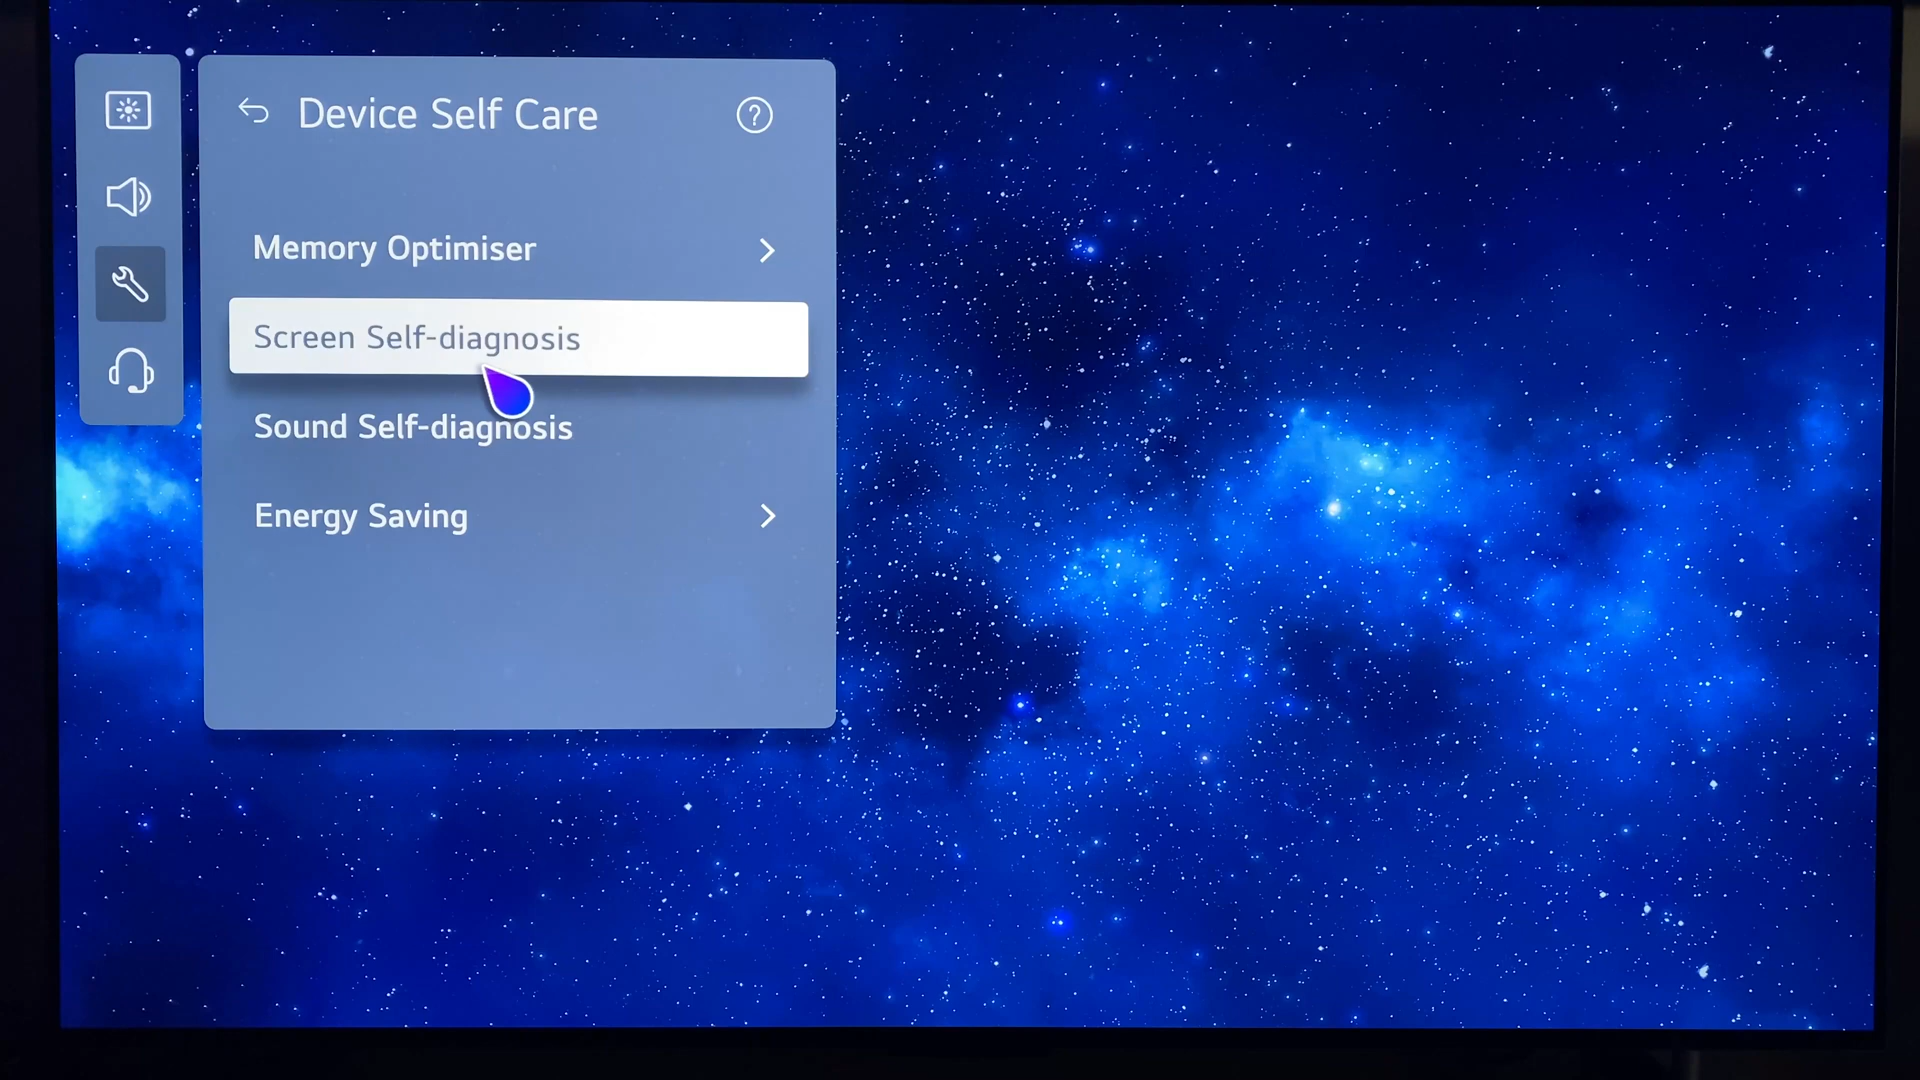 Device Self Care
?
Memory Optimiser
Screen Self-diagnosis
Sound Self-diagnosis
Energy Saving